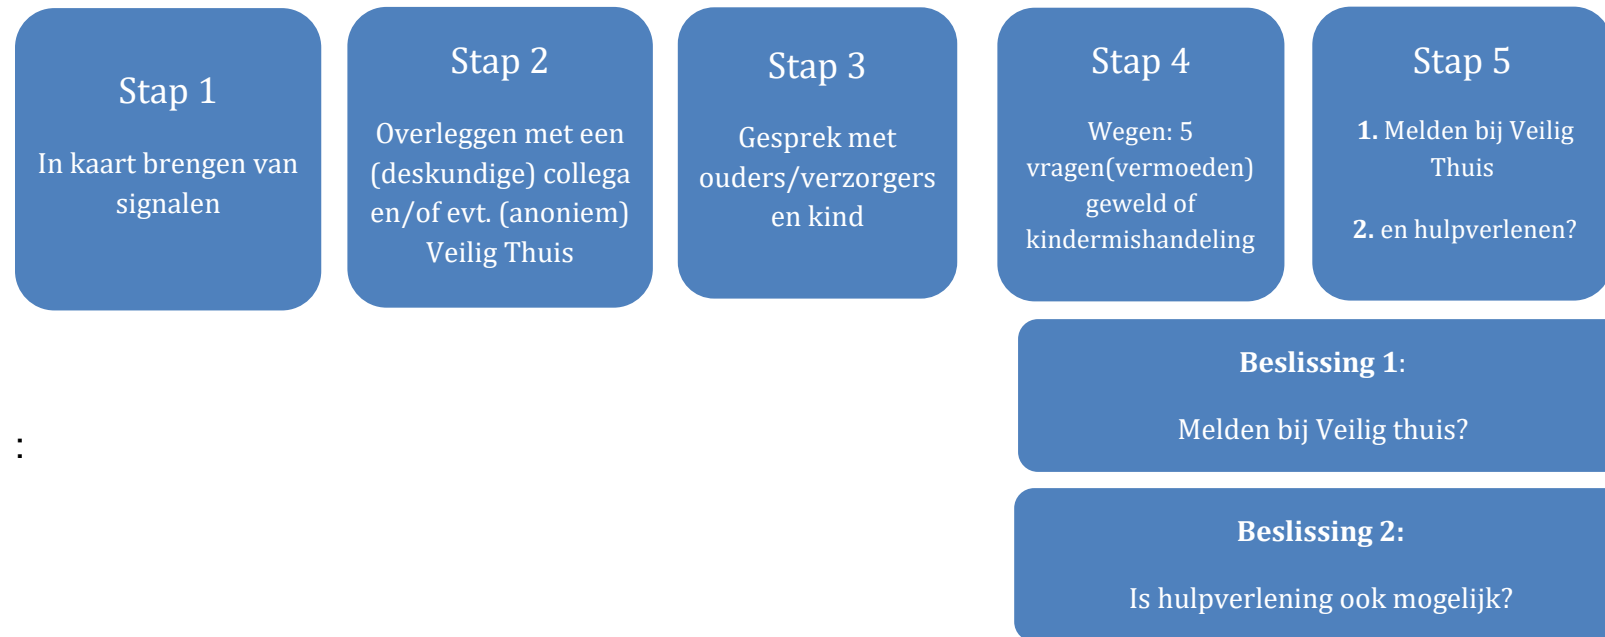 Stap 1
In kaart brengen van
signalen
Stap 2
Overleggen met een
(deskundige) collega
en/of evt. (anoniem)
Veilig Thuis
Stap 3
Gesprek met
ouders/verzorgers
en kind
Stap 4
Wegen: 5
vragen(vermoeden)
geweld of
kindermishandeling
Stap 5
1. Melden bij Veilig
Thuis
2. en hulpverlenen?
Beslissing 1:
Melden bij Veilig thuis?
:
Beslissing 2:
Is hulpverlening ook mogelijk?